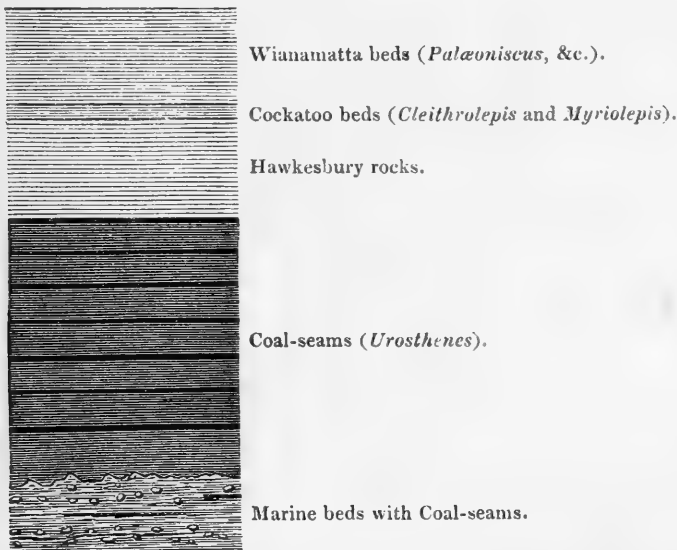 Wianamatta beds (Palæoniscus, &c.).
Cockatoo beds (Cleithrolepis and Myriolepis).
Hawkesbury rocks.
Coal-seams (Urosthenes).
Marine beds with Coal-seams.